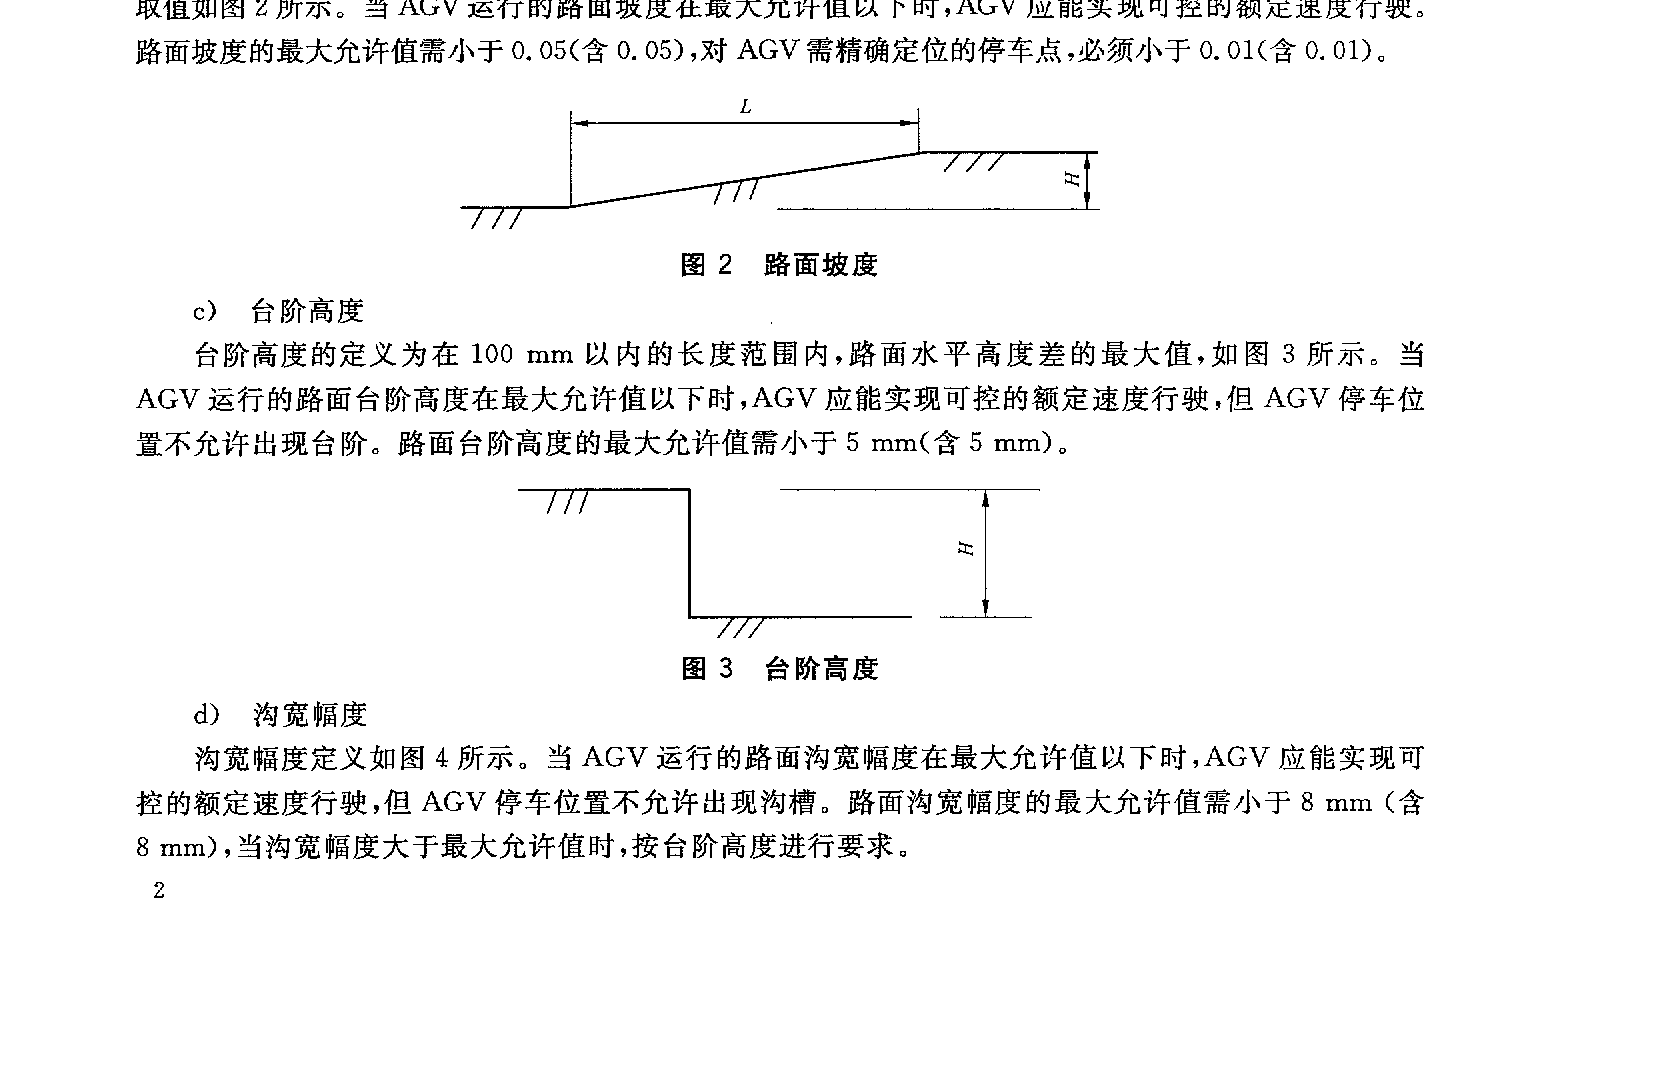 取值如图 2 所示。当 AGV 运行的路面坡度在最大允许值以下时,AGV 应能实现可控的额定速度行驶。
路面坡度的最大允许值需小于 0.05(含 0.05),对 AGV 需精确定位的停车点,必须小于 0.01(含 0.01)。
L
H
图 2 路面坡度
c) 台阶高度
台阶高度的定义为在 100 mm 以内的长度范围内,路面水平高度差的最大值,如图 3 所示。当
AGV 运行的路面台阶高度在最大允许值以下时,AGV 应能实现可控的额定速度行驶,但 AGV 停车位
置不允许出现台阶。路面台阶高度的最大允许值需小于 5 mm(含 5 mm)。
H
图 3 台阶高度
d) 沟宽幅度
沟宽幅度定义如图 4 所示。当 AGV 运行的路面沟宽幅度在最大允许值以下时,AGV 应能实现可
控的额定速度行驶,但 AGV 停车位置不允许出现沟槽。路面沟宽幅度的最大允许值需小于 8 mm (含
8 mm),当沟宽幅度大于最大允许值时,按台阶高度进行要求。
2